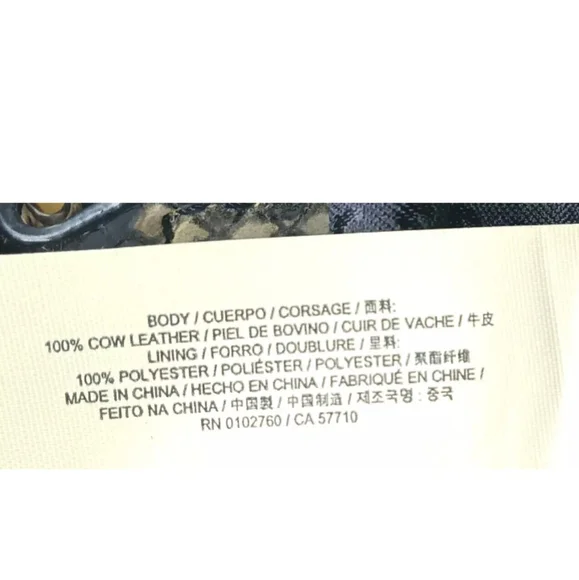 BODY / CUERPO / CORSAGE / 面料:
100% COW LEATHER / PIEL DE BOVINO / CUIR DE VACHE / 牛皮
LINING / FORRO / DOUBLURE / 里料:
100% POLYESTER / POLIÉSTER / POLYESTER / 聚酯纤维
MADE IN CHINA / HECHO EN CHINA / FABRIQUÉ EN CHINE /
FEITO NA CHINA / 中国製 / 中国制造 / 제조국명 : 중국
RN 0102760 / CA 57710